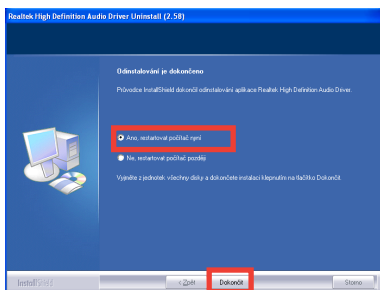 Realtek High Definition Audio Driver Uninstall (2.58)
Odinstalování je dokončeno
Průvodce InstallShield dokončil odinstalování aplikace Realtek High Definition Audio Driver.
Ano, restartovat počítač nyní
Ne, restartovat počítač později
Vyjměte z jednotek všechny disky a dokončete instalaci klepnutím na tlačítko Dokončit.
InstallShield
< Zpět
Dokončit
Storno